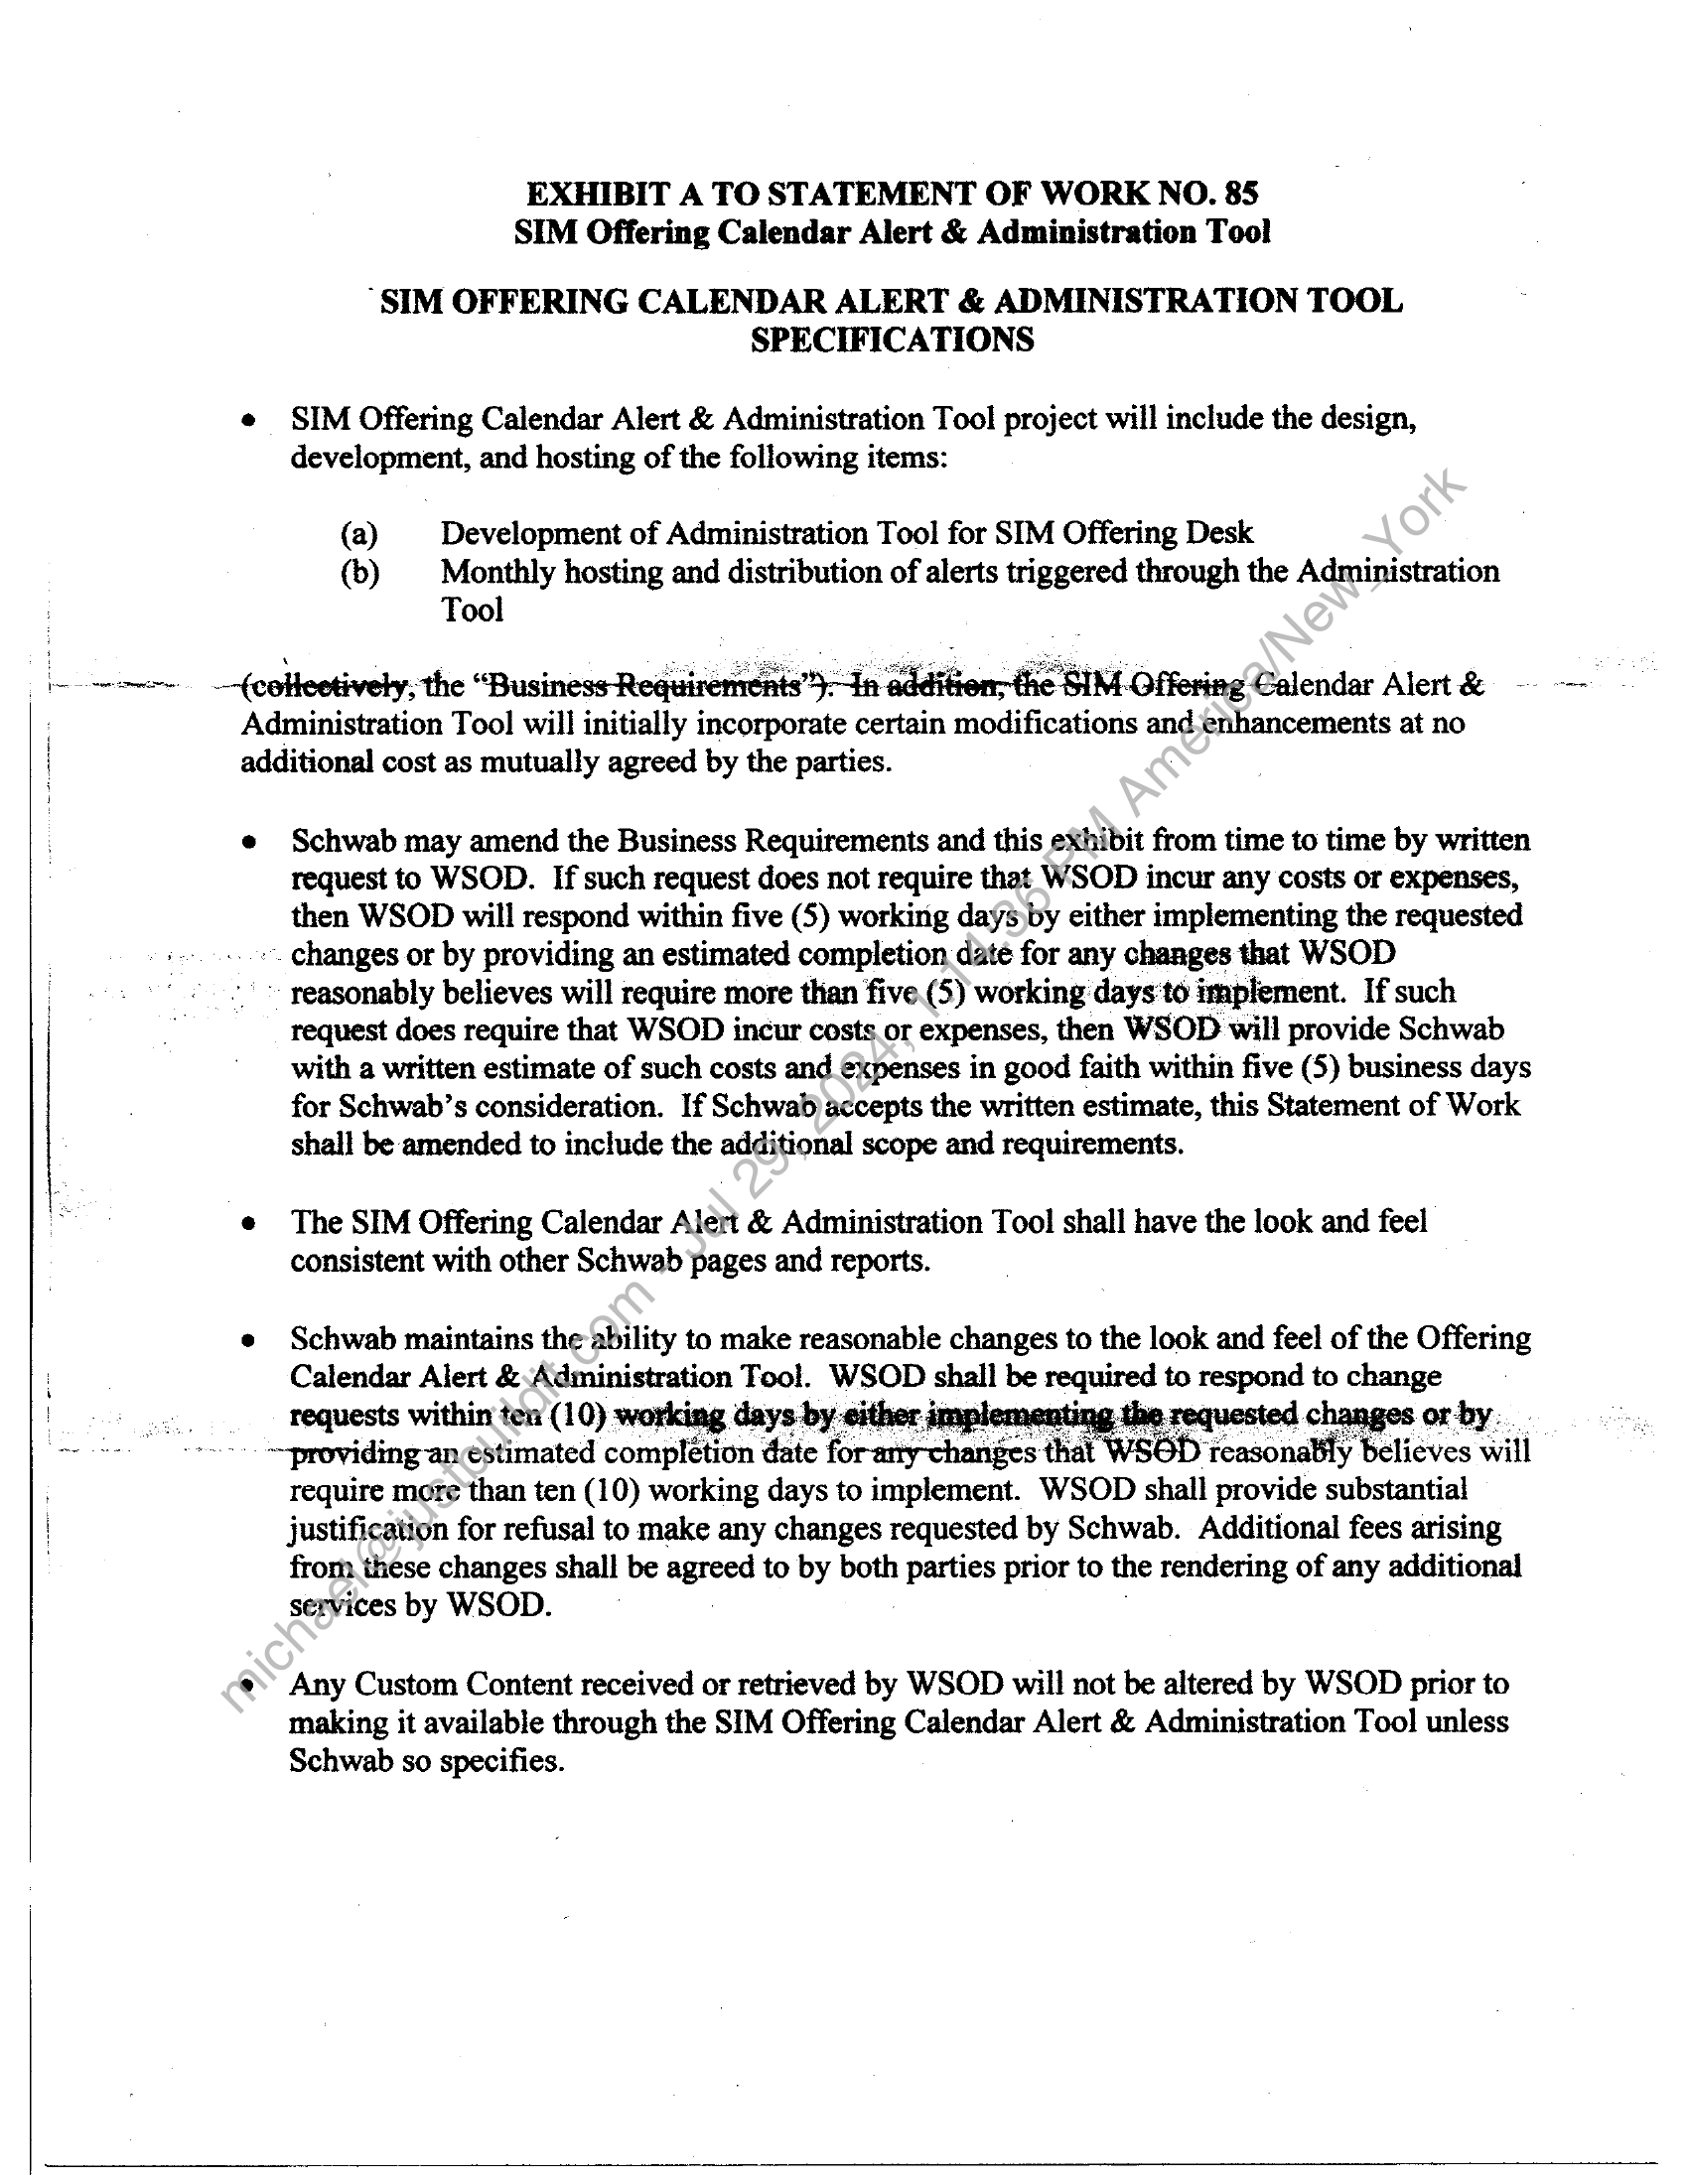 EXHIBIT A TO STATEMENT OF WORK NO. 85
SIM Offering Calendar Alert & Administration Tool
SIM OFFERING CALENDAR ALERT & ADMINISTRATION TOOL
SPECIFICATIONS
• SIM Offering Calendar Alert & Administration Tool project will include the design,
development, and hosting of the following items:
(a) Development of Administration Tool for SIM Offering Desk
(b) Monthly hosting and distribution of alerts triggered through the Administration
Tool
(collectively, the “Business Requirements”). In addition, the SIM Offering Calendar Alert &
Administration Tool will initially incorporate certain modifications and enhancements at no
additional cost as mutually agreed by the parties.
• Schwab may amend the Business Requirements and this exhibit from time to time by written
request to WSOD. If such request does not require that WSOD incur any costs or expenses,
then WSOD will respond within five (5) working days by either implementing the requested
changes or by providing an estimated completion date for any changes that WSOD
reasonably believes will require more than five (5) working days to implement. If such
request does require that WSOD incur costs or expenses, then WSOD will provide Schwab
with a written estimate of such costs and expenses in good faith within five (5) business days
for Schwab’s consideration. If Schwab accepts the written estimate, this Statement of Work
shall be amended to include the additional scope and requirements.
• The SIM Offering Calendar Alert & Administration Tool shall have the look and feel
consistent with other Schwab pages and reports.
• Schwab maintains the ability to make reasonable changes to the look and feel of the Offering
Calendar Alert & Administration Tool. WSOD shall be required to respond to change
requests within ten (10) working days by either implementing the requested changes or by
providing an estimated completion date for any changes that WSOD reasonably believes will
require more than ten (10) working days to implement. WSOD shall provide substantial
justification for refusal to make any changes requested by Schwab. Additional fees arising
from these changes shall be agreed to by both parties prior to the rendering of any additional
services by WSOD.
• Any Custom Content received or retrieved by WSOD will not be altered by WSOD prior to
making it available through the SIM Offering Calendar Alert & Administration Tool unless
Schwab so specifies.